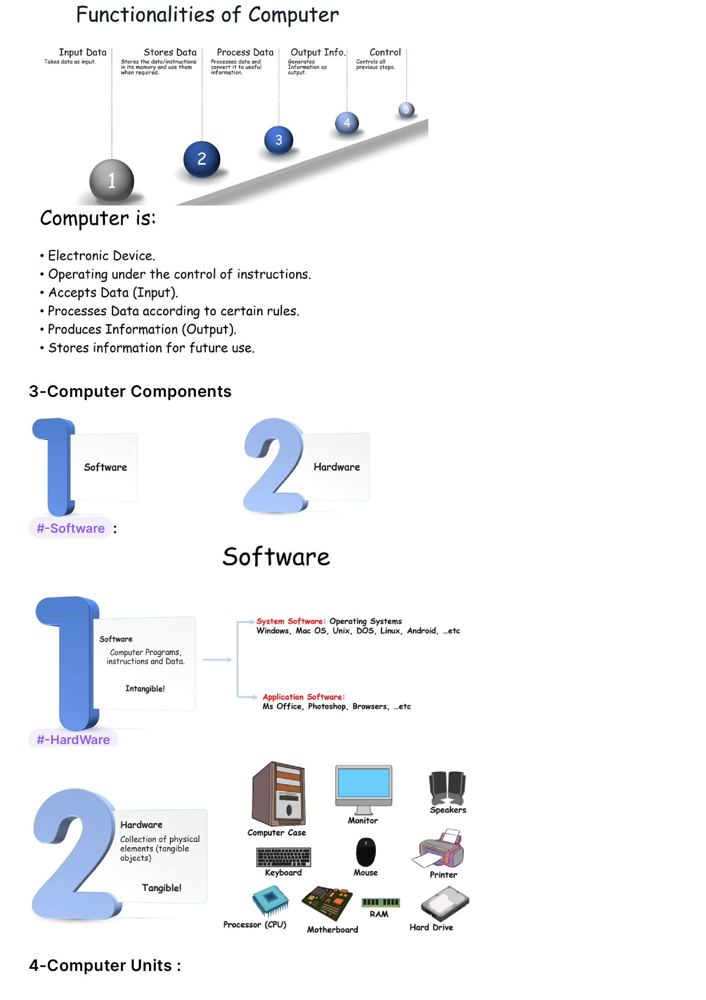 Functionalities of Computer
Input Data
Takes data as input.
Stores Data
Stores the data/instructions
in its memory and use them
when required.
Process Data
Processes data and
convert it to useful
information.
Output Info.
Generates
Information as
output.
Control
Controls all
previous steps.
1
2
3
4
5
Computer is:
• Electronic Device.
• Operating under the control of instructions.
• Accepts Data (Input).
• Processes Data according to certain rules.
• Produces Information (Output).
• Stores information for future use.
3-Computer Components
1
Software
2
Hardware
#-Software :
Software
1
Software
Computer Programs,
instructions and Data.
Intangible!
System Software: Operating Systems
Windows, Mac OS, Unix, DOS, Linux, Android, ...etc
Application Software:
Ms Office, Photoshop, Browsers, ...etc
#-HardWare
2
Hardware
Collection of physical
elements (tangible
objects)
Tangible!
Computer Case
Monitor
Speakers
Keyboard
Mouse
Printer
Processor (CPU)
Motherboard
RAM
Hard Drive
4-Computer Units :